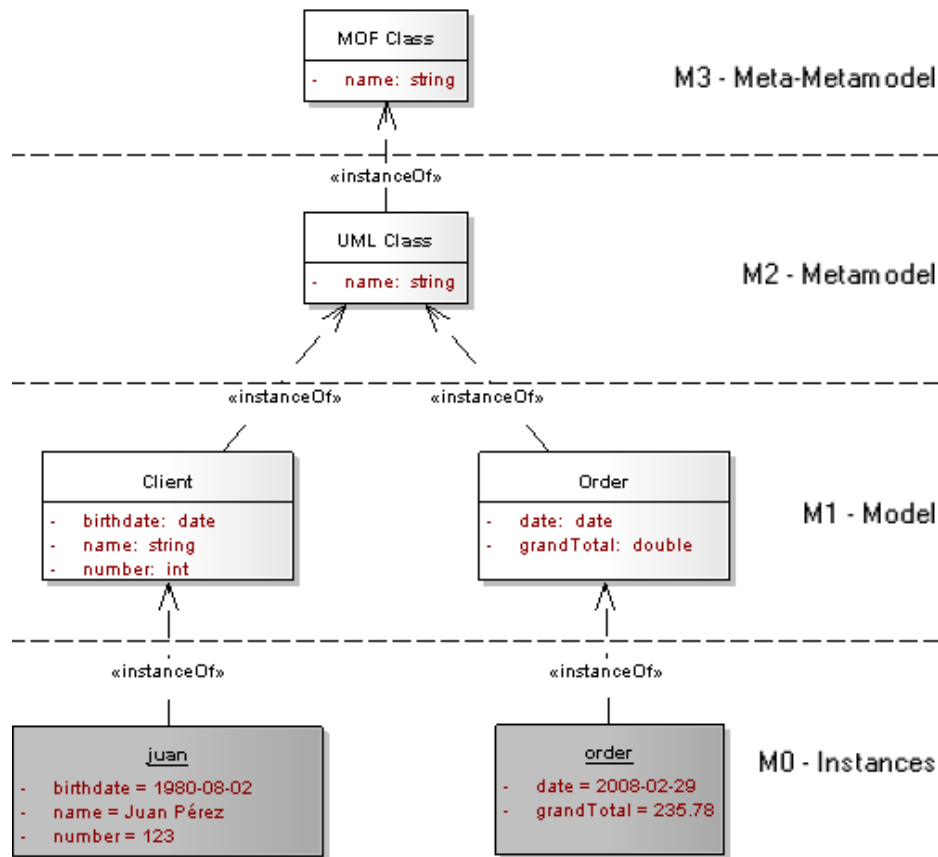 MOF Class
- name: string
M3 - Meta-Metamodel
«instanceOf»
UML Class
- name: string
M2 - Metamodel
«instanceOf» «instanceOf»
Client
- birthdate: date
- name: string
- number: int
Order
- date: date
- grandTotal: double
M1 - Model
«instanceOf» «instanceOf»
juan
- birthdate = 1980-08-02
- name = Juan Pérez
- number = 123
order
- date = 2008-02-29
- grandTotal = 235.78
M0 - Instances